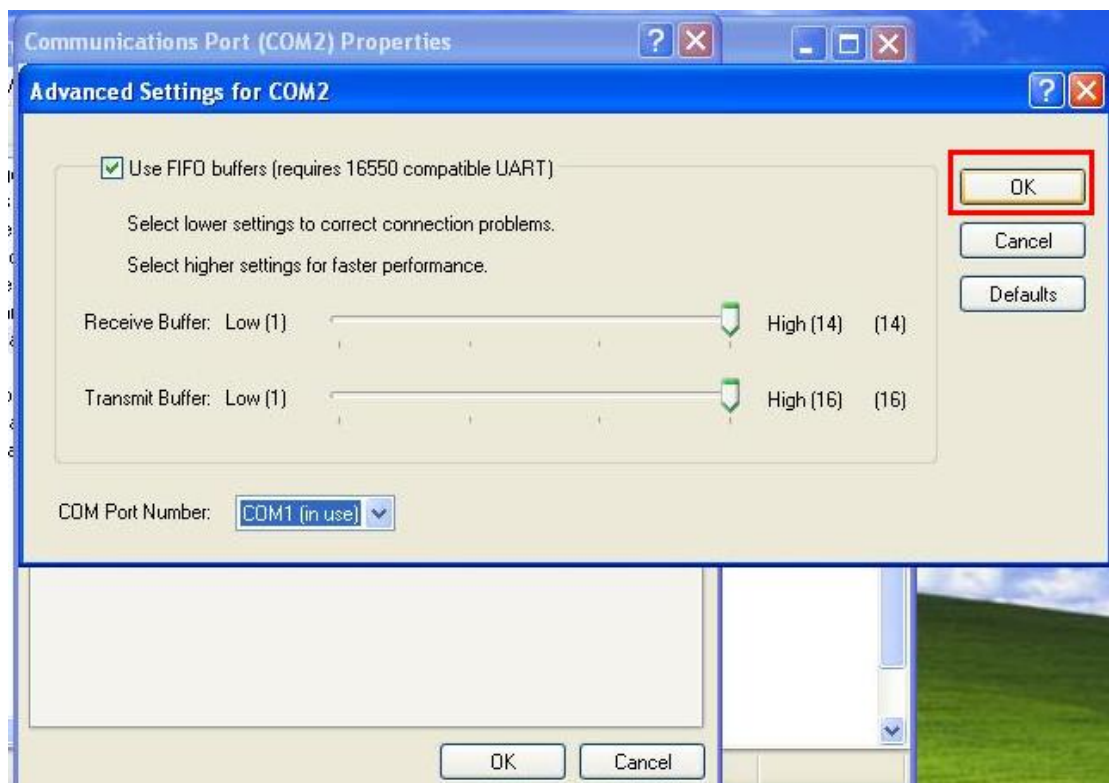 Communications Port (COM2) Properties
Advanced Settings for COM2
Use FIFO buffers (requires 16550 compatible UART)
OK
Select lower settings to correct connection problems.
Cancel
Select higher settings for faster performance.
Defaults
Receive Buffer: Low (1) High (14) (14)
Transmit Buffer: Low (1) High (16) (16)
COM Port Number: COM1 (in use)
OK Cancel